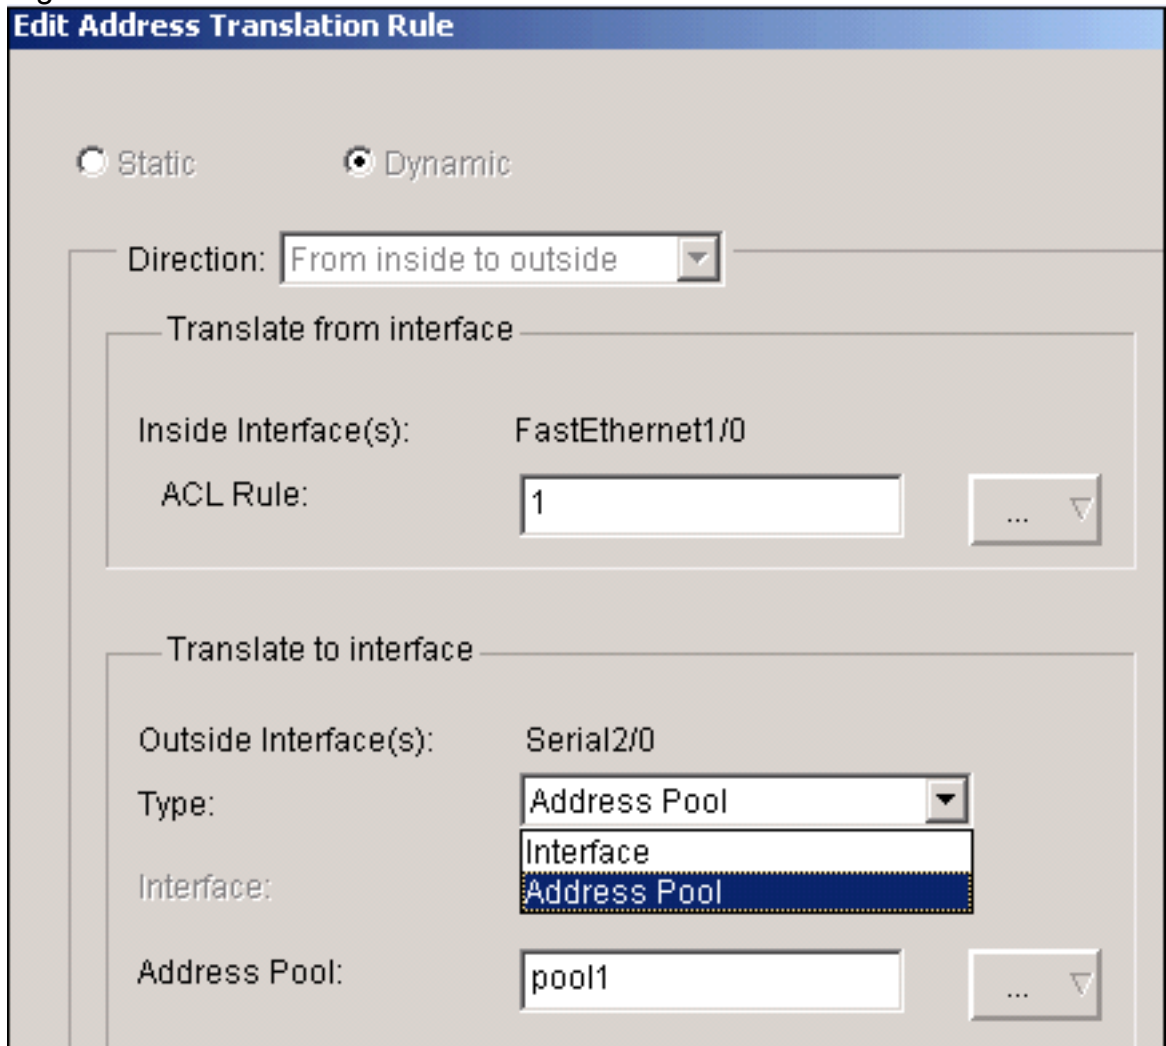 Edit Address Translation Rule
Static Dynamic
Direction: From inside to outside
Translate from interface
Inside Interface(s): FastEthernet1/0
ACL Rule: 1 ...
Translate to interface
Outside Interface(s): Serial2/0
Type: Address Pool
Interface
Interface: Address Pool
Address Pool: pool1 ...